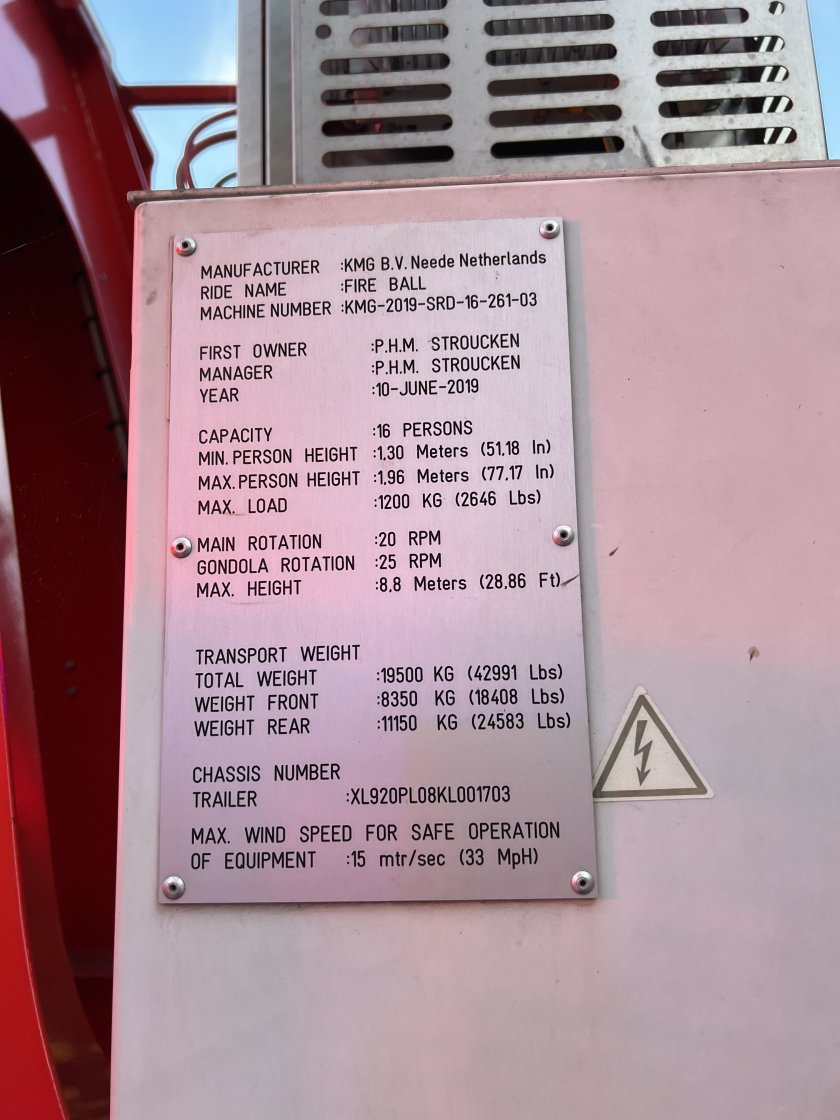 MANUFACTURER :KMG B.V. Neede Netherlands
RIDE NAME :FIRE BALL
MACHINE NUMBER :KMG-2019-SRD-16-261-03
FIRST OWNER :P.H.M. STROUCKEN
MANAGER :P.H.M. STROUCKEN
YEAR :10-JUNE-2019
CAPACITY :16 PERSONS
MIN. PERSON HEIGHT :1,30 Meters (51,18 In)
MAX. PERSON HEIGHT :1,96 Meters (77,17 In)
MAX. LOAD :1200 KG (2646 Lbs)
MAIN ROTATION :20 RPM
GONDOLA ROTATION :25 RPM
MAX. HEIGHT :8,8 Meters (28,86 Ft)
TRANSPORT WEIGHT
TOTAL WEIGHT :19500 KG (42991 Lbs)
WEIGHT FRONT :8350 KG (18408 Lbs)
WEIGHT REAR :11150 KG (24583 Lbs)
CHASSIS NUMBER
TRAILER :XL920PL08KL001703
MAX. WIND SPEED FOR SAFE OPERATION
OF EQUIPMENT :15 mtr/sec (33 MpH)